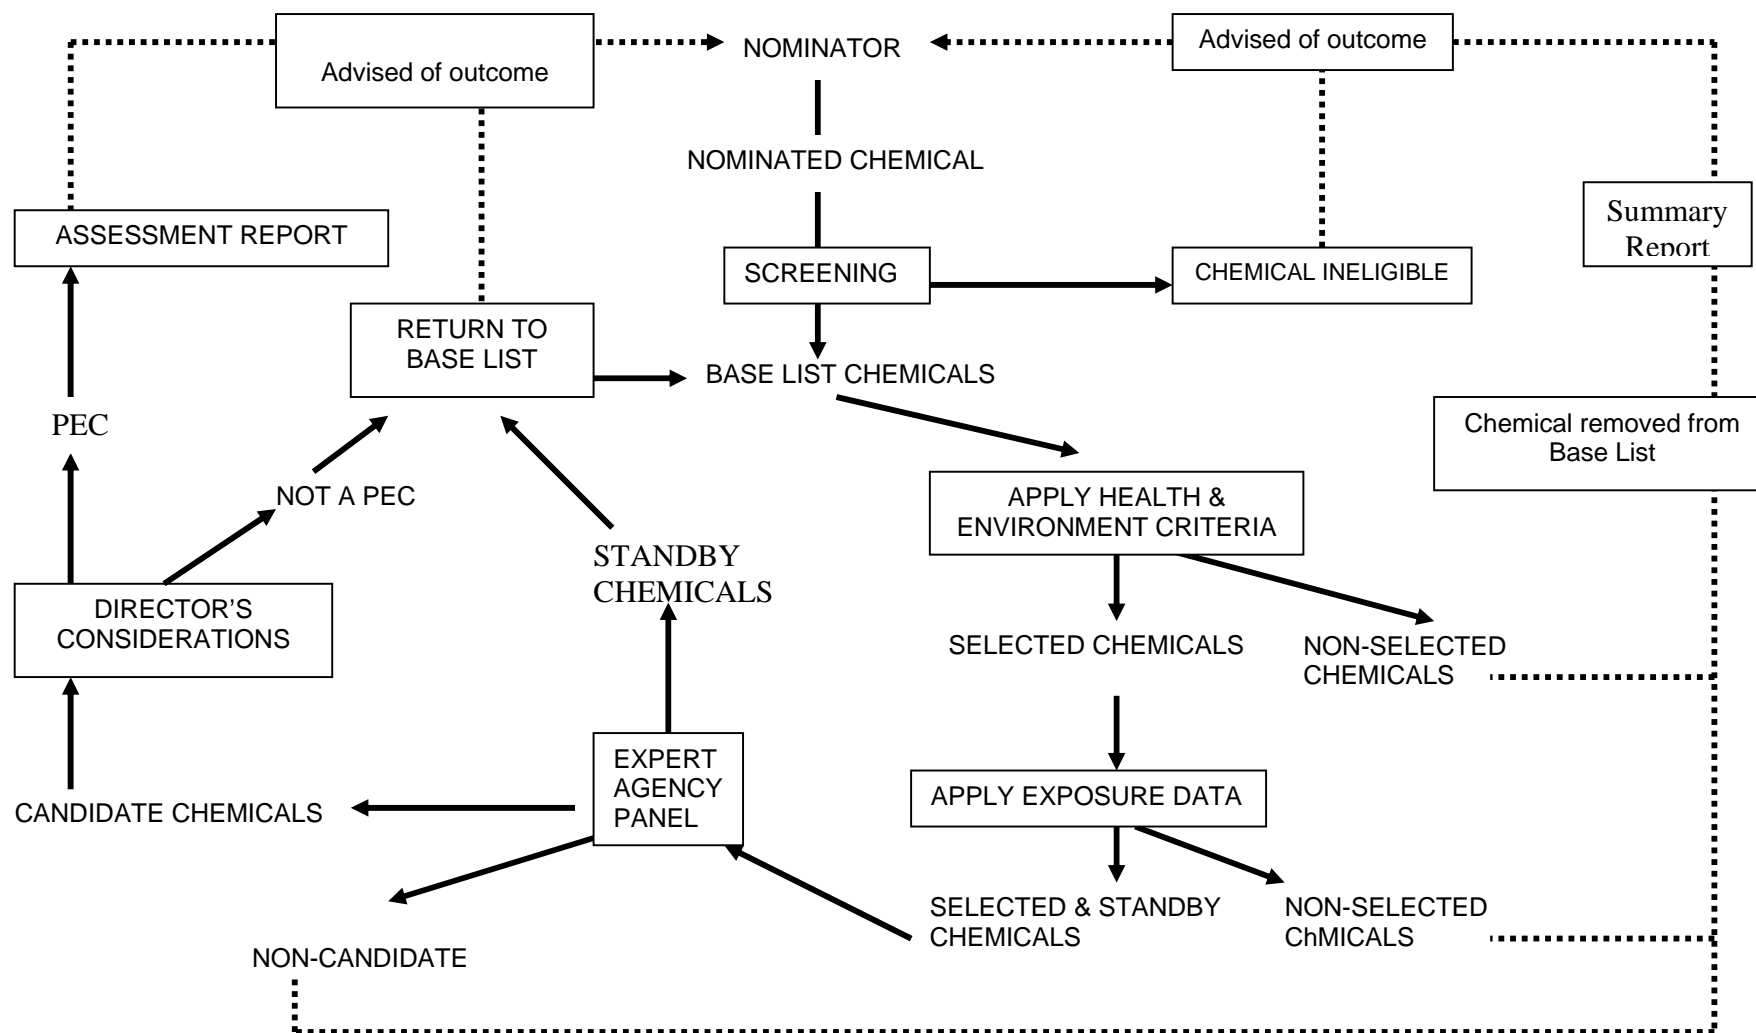 Advised of outcome
NOMINATOR
Advised of outcome
NOMINATED CHEMICAL
ASSESSMENT REPORT
SCREENING
CHEMICAL INELIGIBLE
Summary
Report
RETURN TO
BASE LIST
BASE LIST CHEMICALS
PEC
Chemical removed from
Base List
NOT A PEC
APPLY HEALTH &
ENVIRONMENT CRITERIA
STANDBY
CHEMICALS
DIRECTOR'S
CONSIDERATIONS
SELECTED CHEMICALS
NON-SELECTED
CHEMICALS
EXPERT
AGENCY
PANEL
CANDIDATE CHEMICALS
APPLY EXPOSURE DATA
SELECTED & STANDBY
CHEMICALS
NON-SELECTED
ChMICALS
NON-CANDIDATE